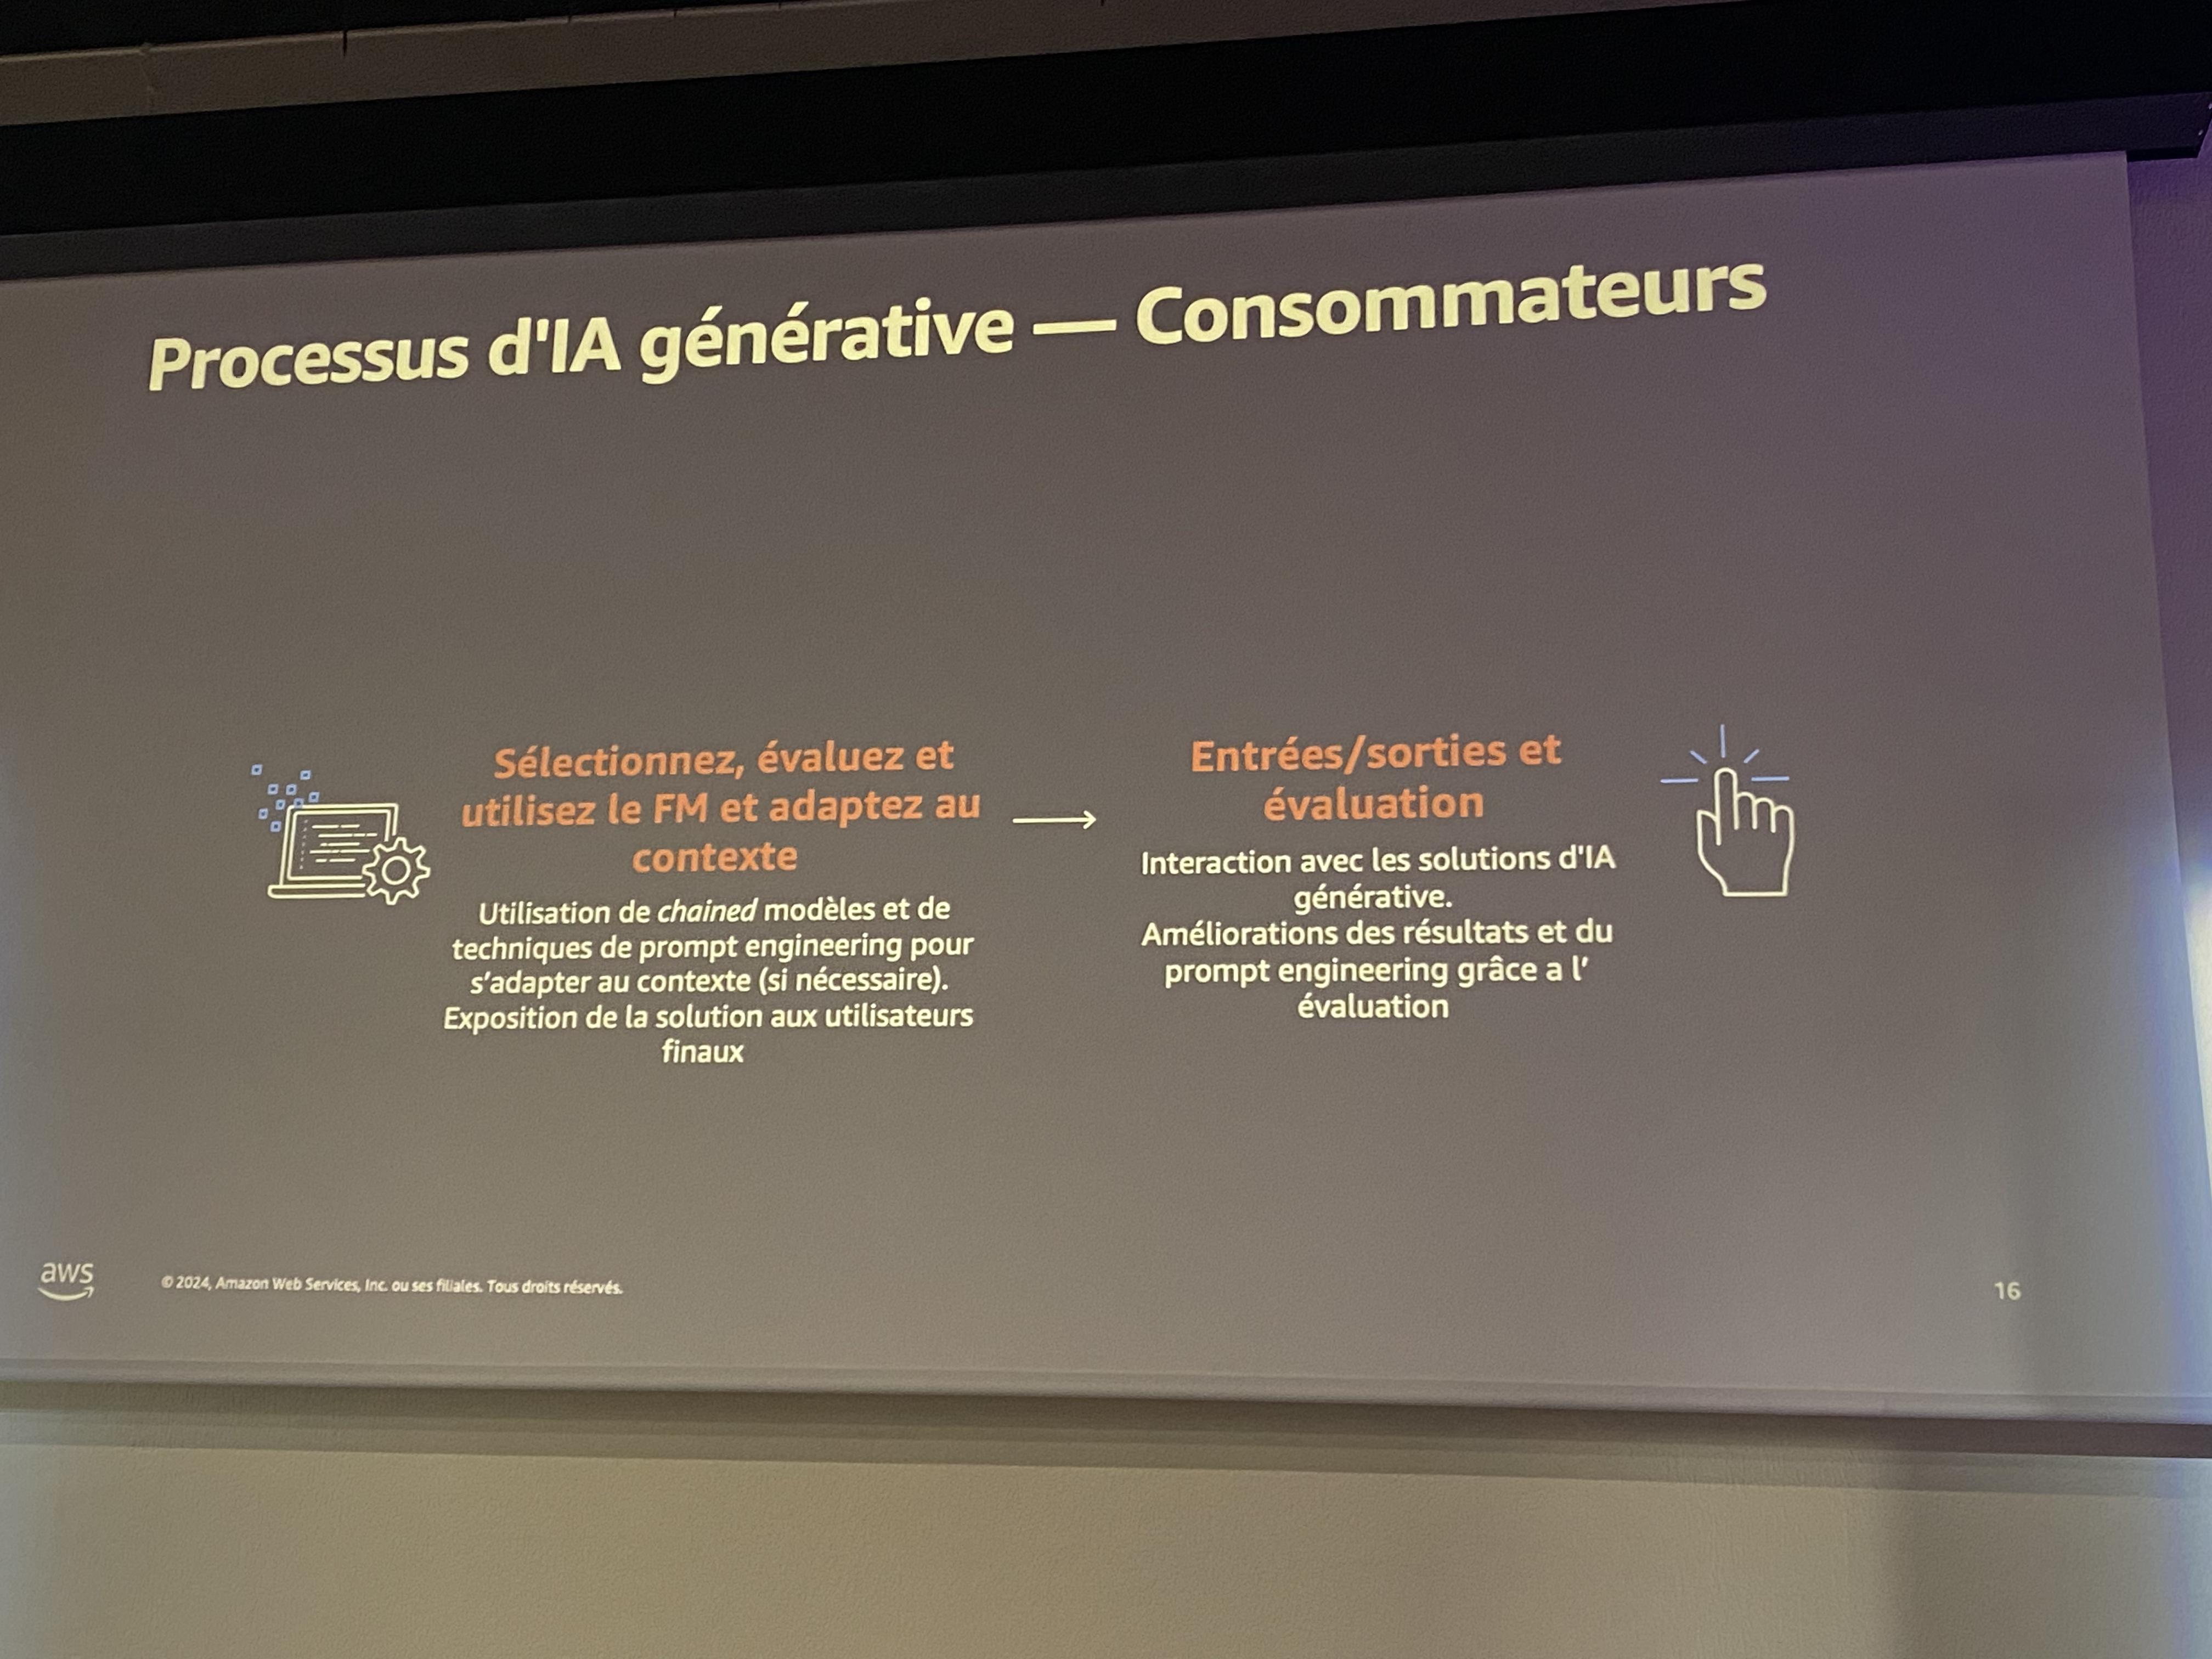 Processus d'IA générative — Consommateurs
Sélectionnez, évaluez et
utilisez le FM et adaptez au
contexte
Utilisation de chained modèles et de
techniques de prompt engineering pour
s'adapter au contexte (si nécessaire).
Exposition de la solution aux utilisateurs
finaux
Entrées/sorties et
évaluation
Interaction avec les solutions d'IA
générative.
Améliorations des résultats et du
prompt engineering grâce a l'
évaluation
aws
© 2024, Amazon Web Services, Inc. ou ses filiales. Tous droits réservés.
16